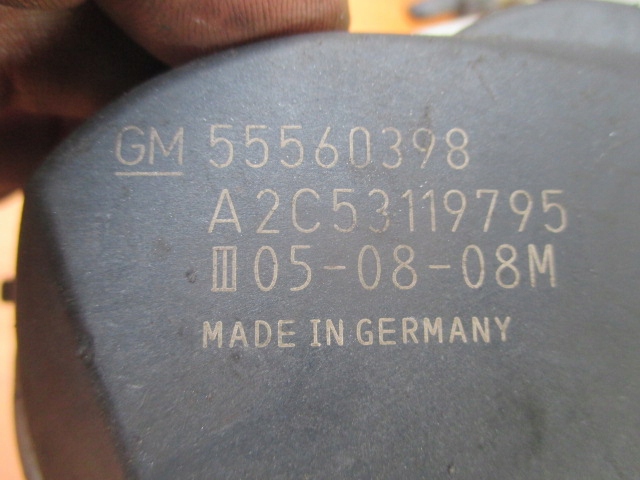 GM 55560398
A2C53119795
III 05-08-08M
MADE IN GERMANY